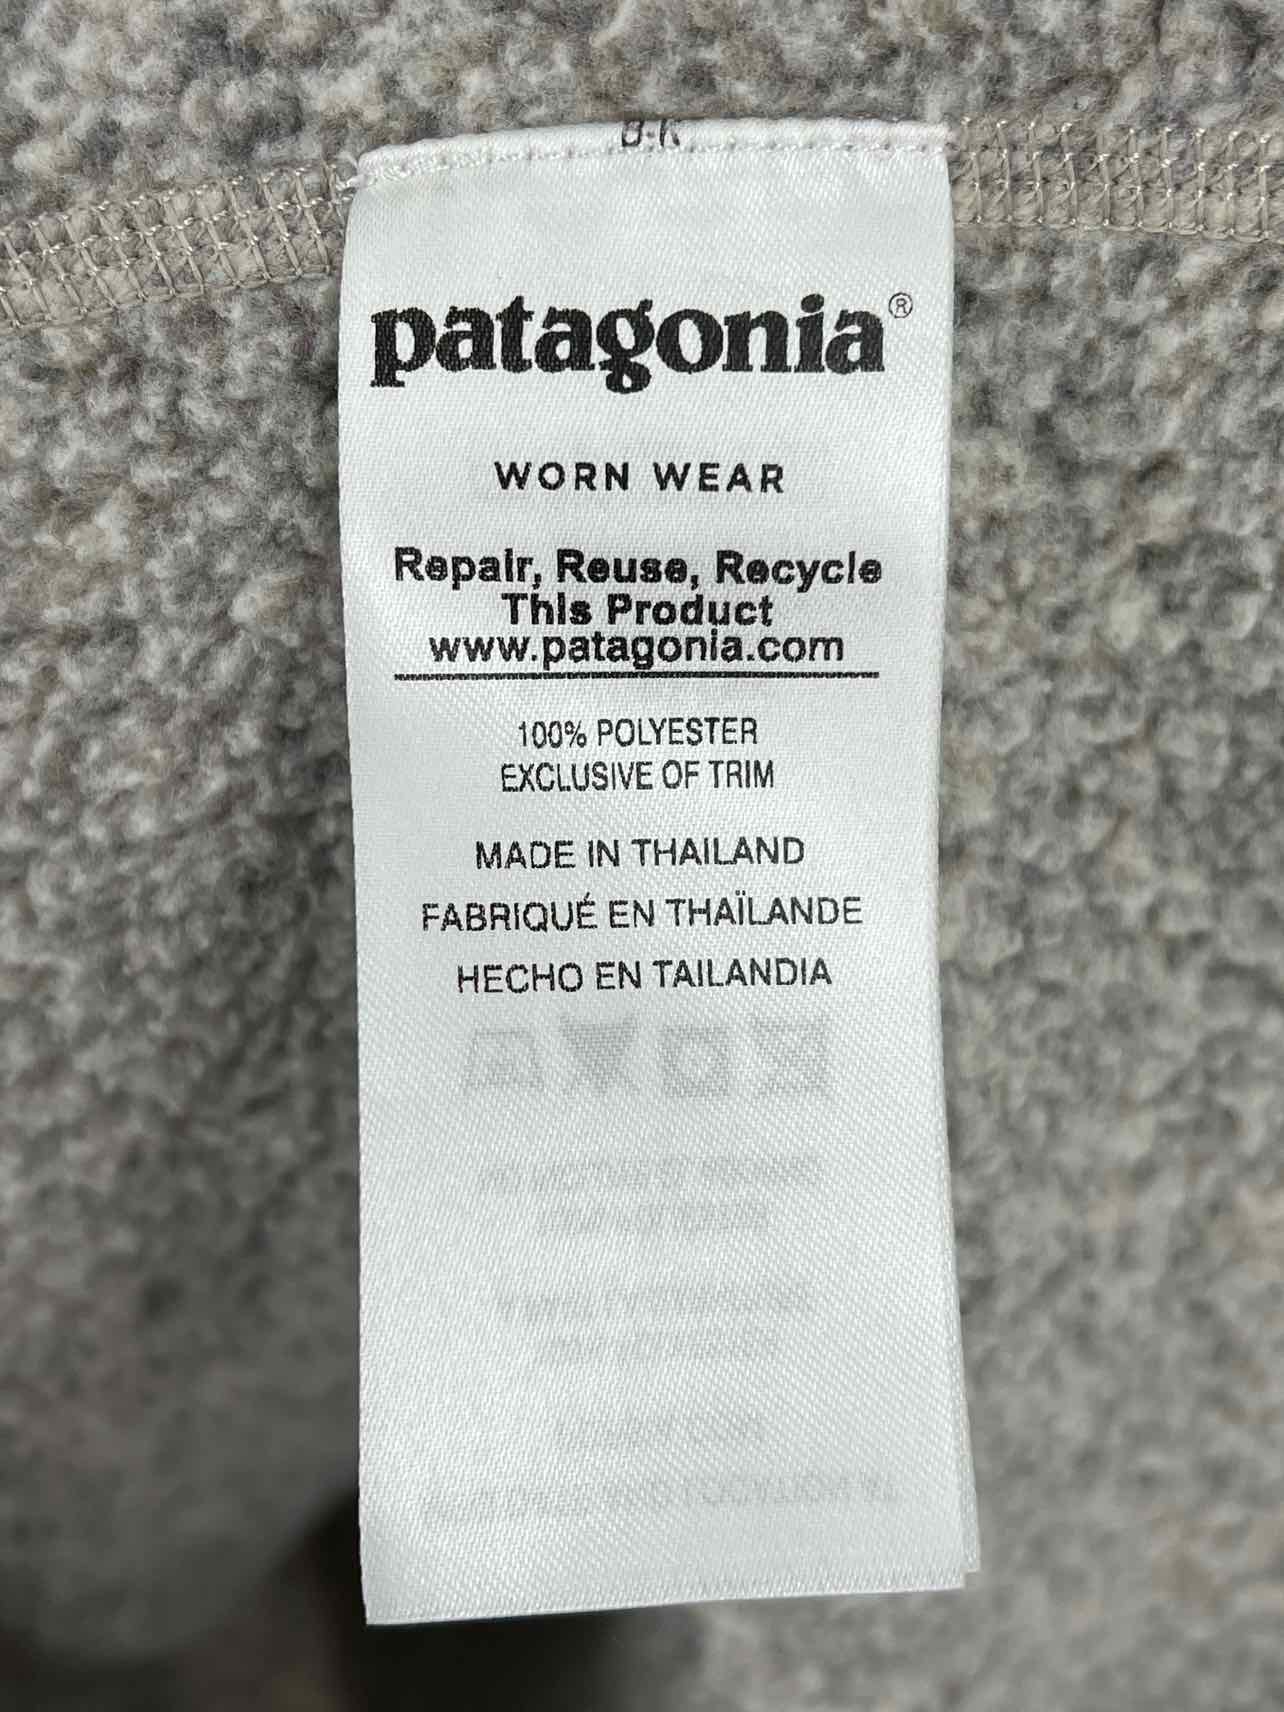 patagonia®
WORN WEAR
Repair, Reuse, Recycle
This Product
www.patagonia.com
100% POLYESTER
EXCLUSIVE OF TRIM
MADE IN THAILAND
FABRIQUÉ EN THAÏLANDE
HECHO EN TAILANDIA